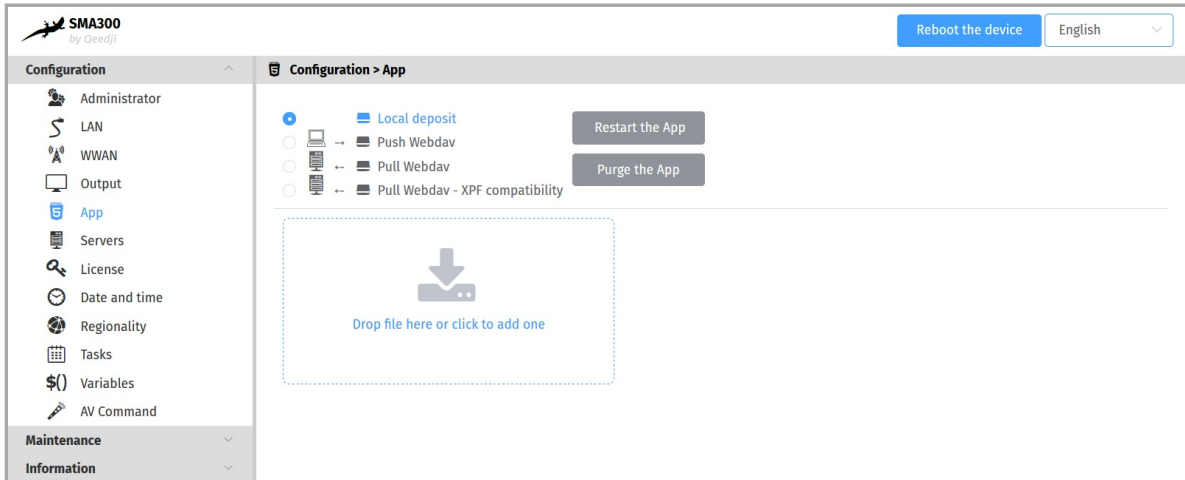 SMA300
by Qeedji
Reboot the device
English
Configuration
Configuration > App
Administrator
LAN
WWAN
Output
App
Servers
License
Date and time
Regionality
Tasks
$() Variables
AV Command
Maintenance
Information
Local deposit
Push Webdav
Pull Webdav
Pull Webdav - XPF compatibility
Restart the App
Purge the App
Drop file here or click to add one